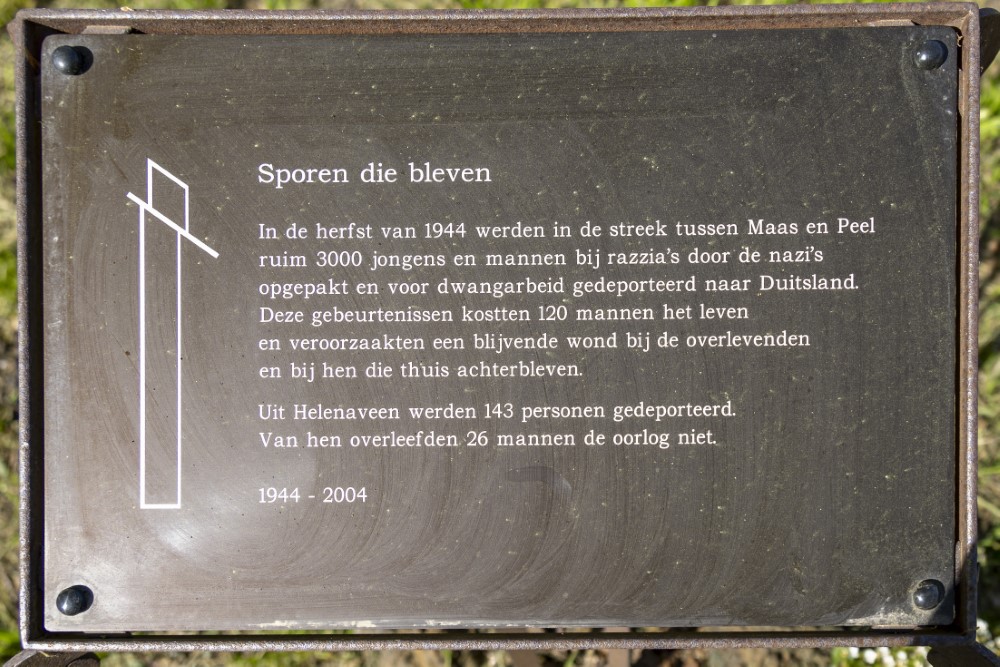 Sporen die bleven
In de herfst van 1944 werden in de streek tussen Maas en Peel
ruim 3000 jongens en mannen bij razzia's door de nazi's
opgepakt en voor dwangarbeid gedeporteerd naar Duitsland.
Deze gebeurtenissen kostten 120 mannen het leven
en veroorzaakten een blijvende wond bij de overlevenden
en bij hen die thuis achterbleven.
Uit Helenaveen werden 143 personen gedeporteerd.
Van hen overleefden 26 mannen de oorlog niet.
1944 - 2004